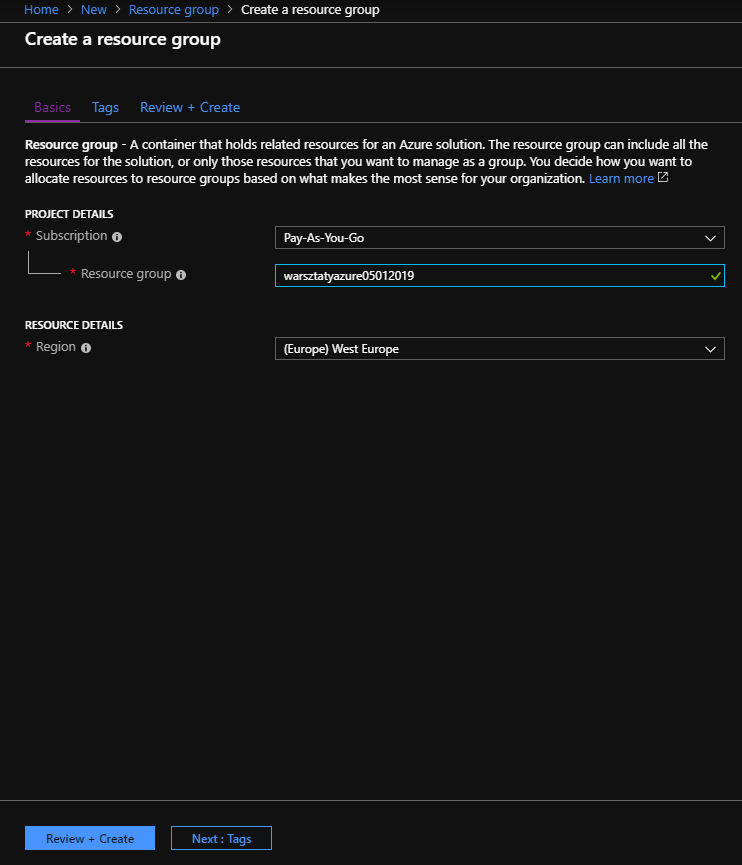 Home > New > Resource group > Create a resource group
Create a resource group
Basics Tags Review + Create
Resource group - A container that holds related resources for an Azure solution. The resource group can include all the
resources for the solution, or only those resources that you want to manage as a group. You decide how you want to
allocate resources to resource groups based on what makes the most sense for your organization. Learn more
PROJECT DETAILS
* Subscription Pay-As-You-Go
* Resource group warsztatyazure05012019
RESOURCE DETAILS
* Region (Europe) West Europe
Review + Create Next : Tags